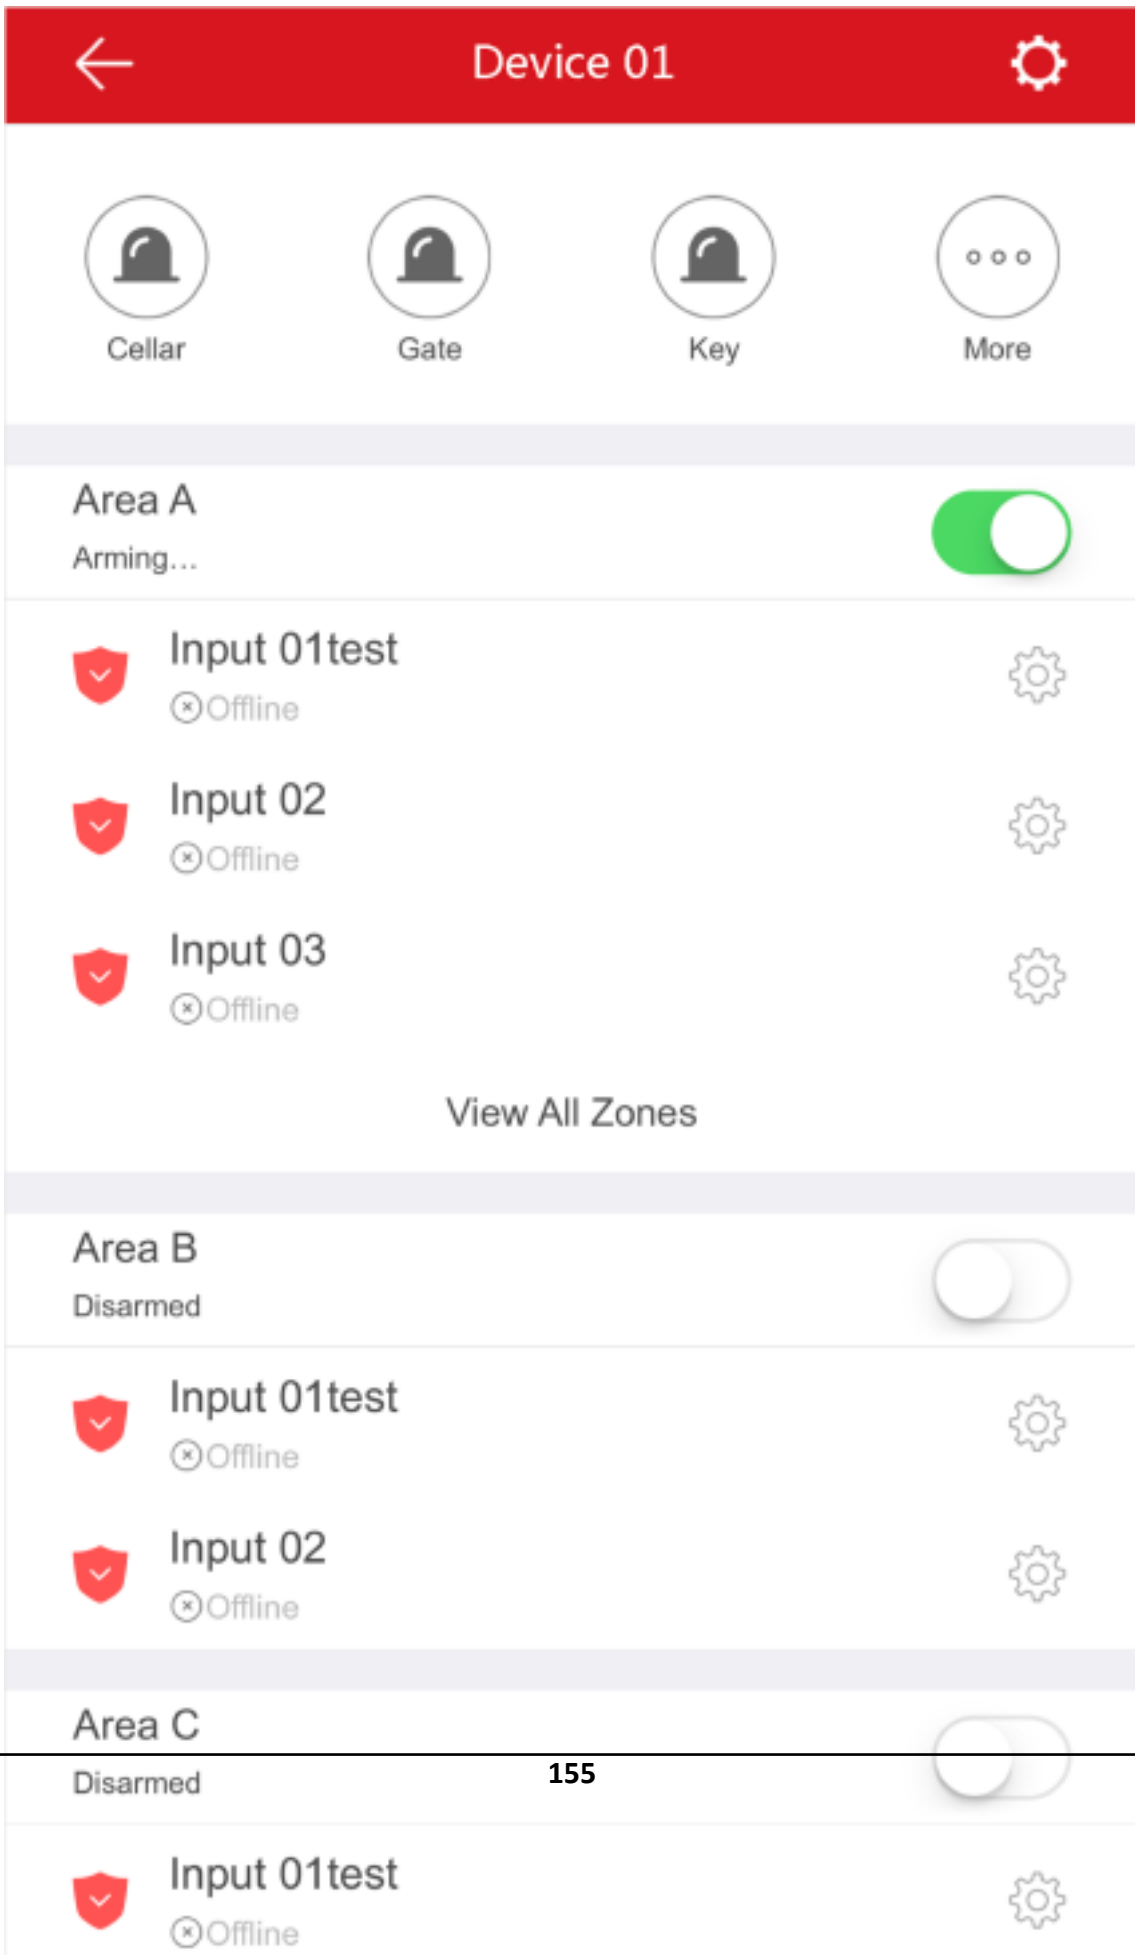 Device 01
Cellar
Gate
Key
More
Area A
Arming...
Input 01test
Offline
Input 02
Offline
Input 03
Offline
View All Zones
Area B
Disarmed
Input 01test
Offline
Input 02
Offline
Area C
155
Disarmed
Input 01test
Offline